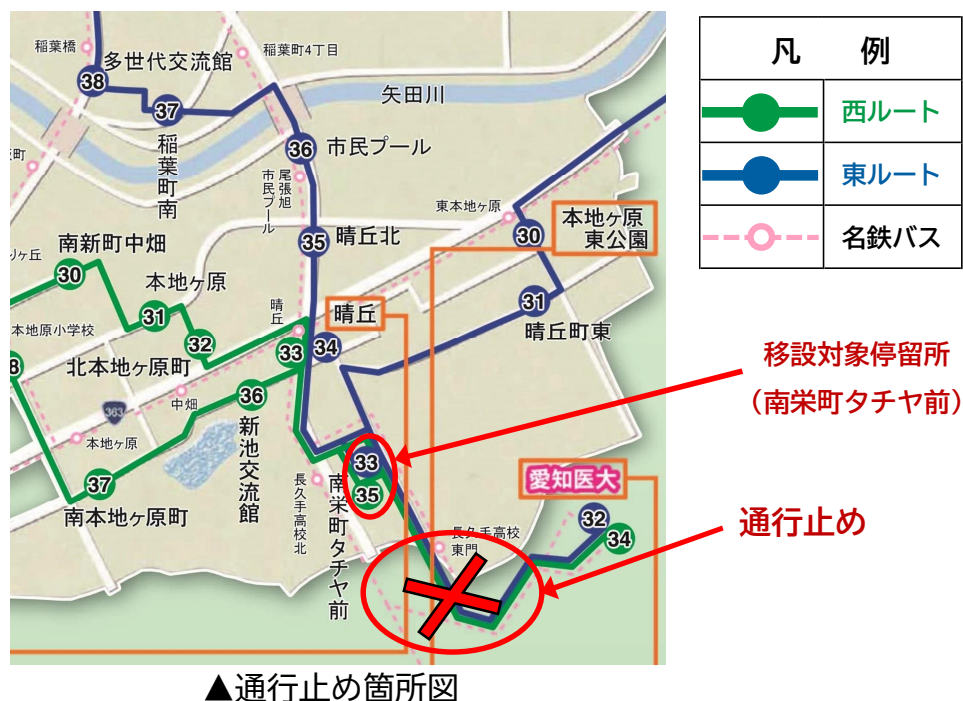 稲葉橋
38
多世代交流館
37
稲葉町南
稲葉町4丁目
矢田川
36
市民プール
尾張旭
市民プール
35
晴丘北
東本地ヶ原
30
本地ヶ原
東公園
31
晴丘町東
南新町中畑
30
本地ヶ原
31
32
本地原小学校
北本地ヶ原町
晴丘
33
34
晴丘
363
中畑
36
新池交流館
本地ヶ原
37
南本地ヶ原町
長久手高校北
33
35
南栄町タチヤ前
長久手高校
東門
愛知医大
32
34
凡 例
西ルート
東ルート
名鉄バス
移設対象停留所
（南栄町タチヤ前）
通行止め
▲通行止め箇所図